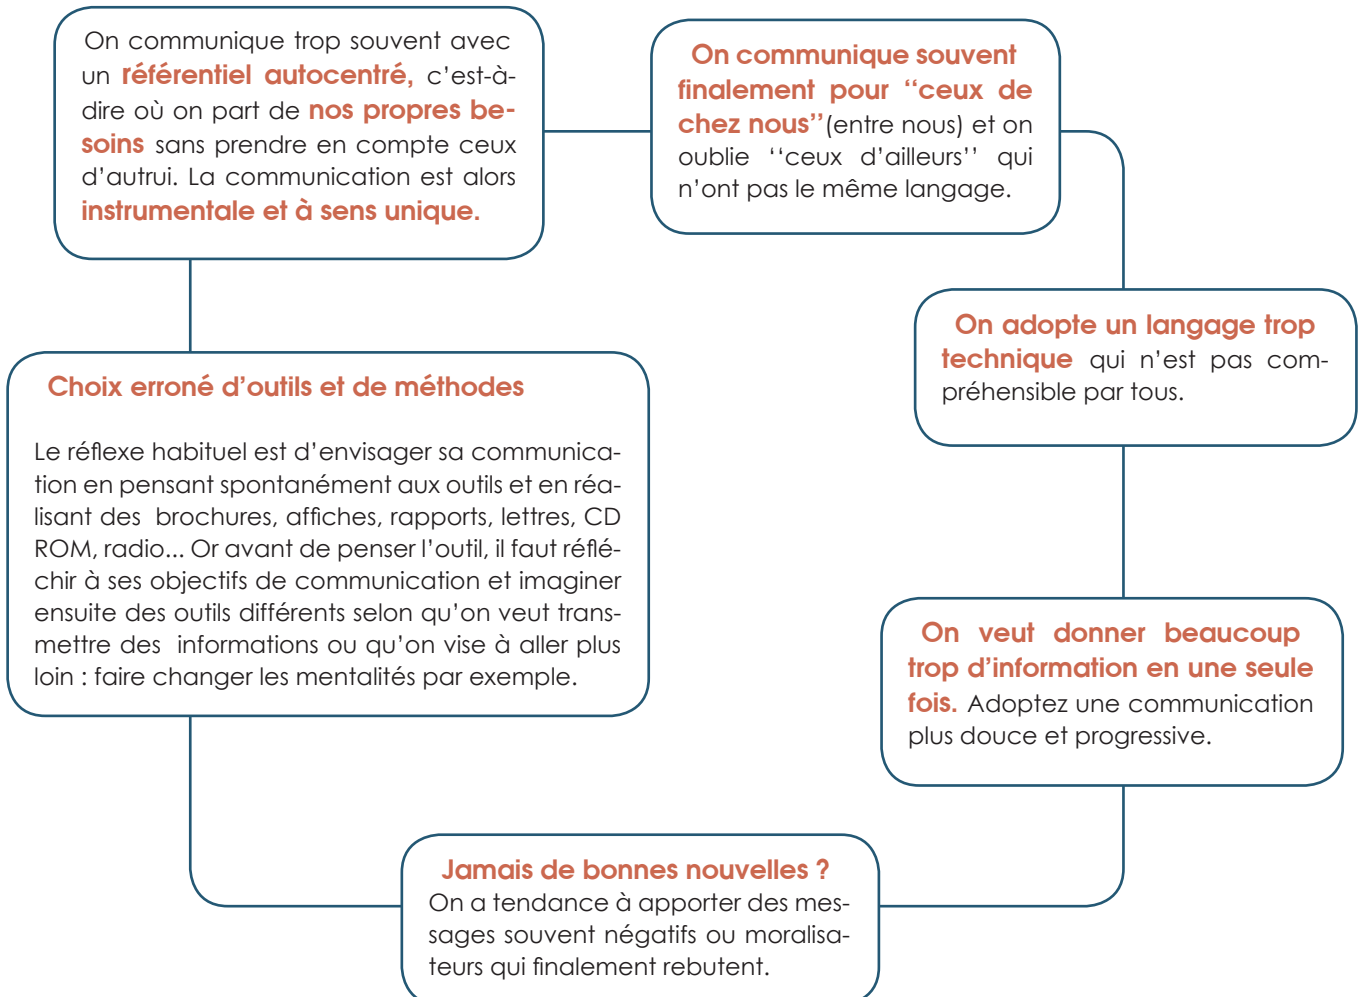 On communique trop souvent avec
un référentiel autocentré, c’est-à-
dire où on part de nos propres be-
soins sans prendre en compte ceux
d’autrui. La communication est alors
instrumentale et à sens unique.
On communique souvent
finalement pour ‘‘ceux de
chez nous’’(entre nous) et on
oublie ‘‘ceux d’ailleurs’’ qui
n’ont pas le même langage.
On adopte un langage trop
technique qui n’est pas com-
préhensible par tous.
On veut donner beaucoup
trop d’information en une seule
fois. Adoptez une communication
plus douce et progressive.
Jamais de bonnes nouvelles ?
On a tendance à apporter des mes-
sages souvent négatifs ou moralisa-
teurs qui finalement rebutent.
Choix erroné d’outils et de méthodes
Le réflexe habituel est d’envisager sa communica-
tion en pensant spontanément aux outils et en réa-
lisant des brochures, affiches, rapports, lettres, CD
ROM, radio... Or avant de penser l’outil, il faut réflé-
chir à ses objectifs de communication et imaginer
ensuite des outils différents selon qu’on veut trans-
mettre des informations ou qu’on vise à aller plus
loin : faire changer les mentalités par exemple.